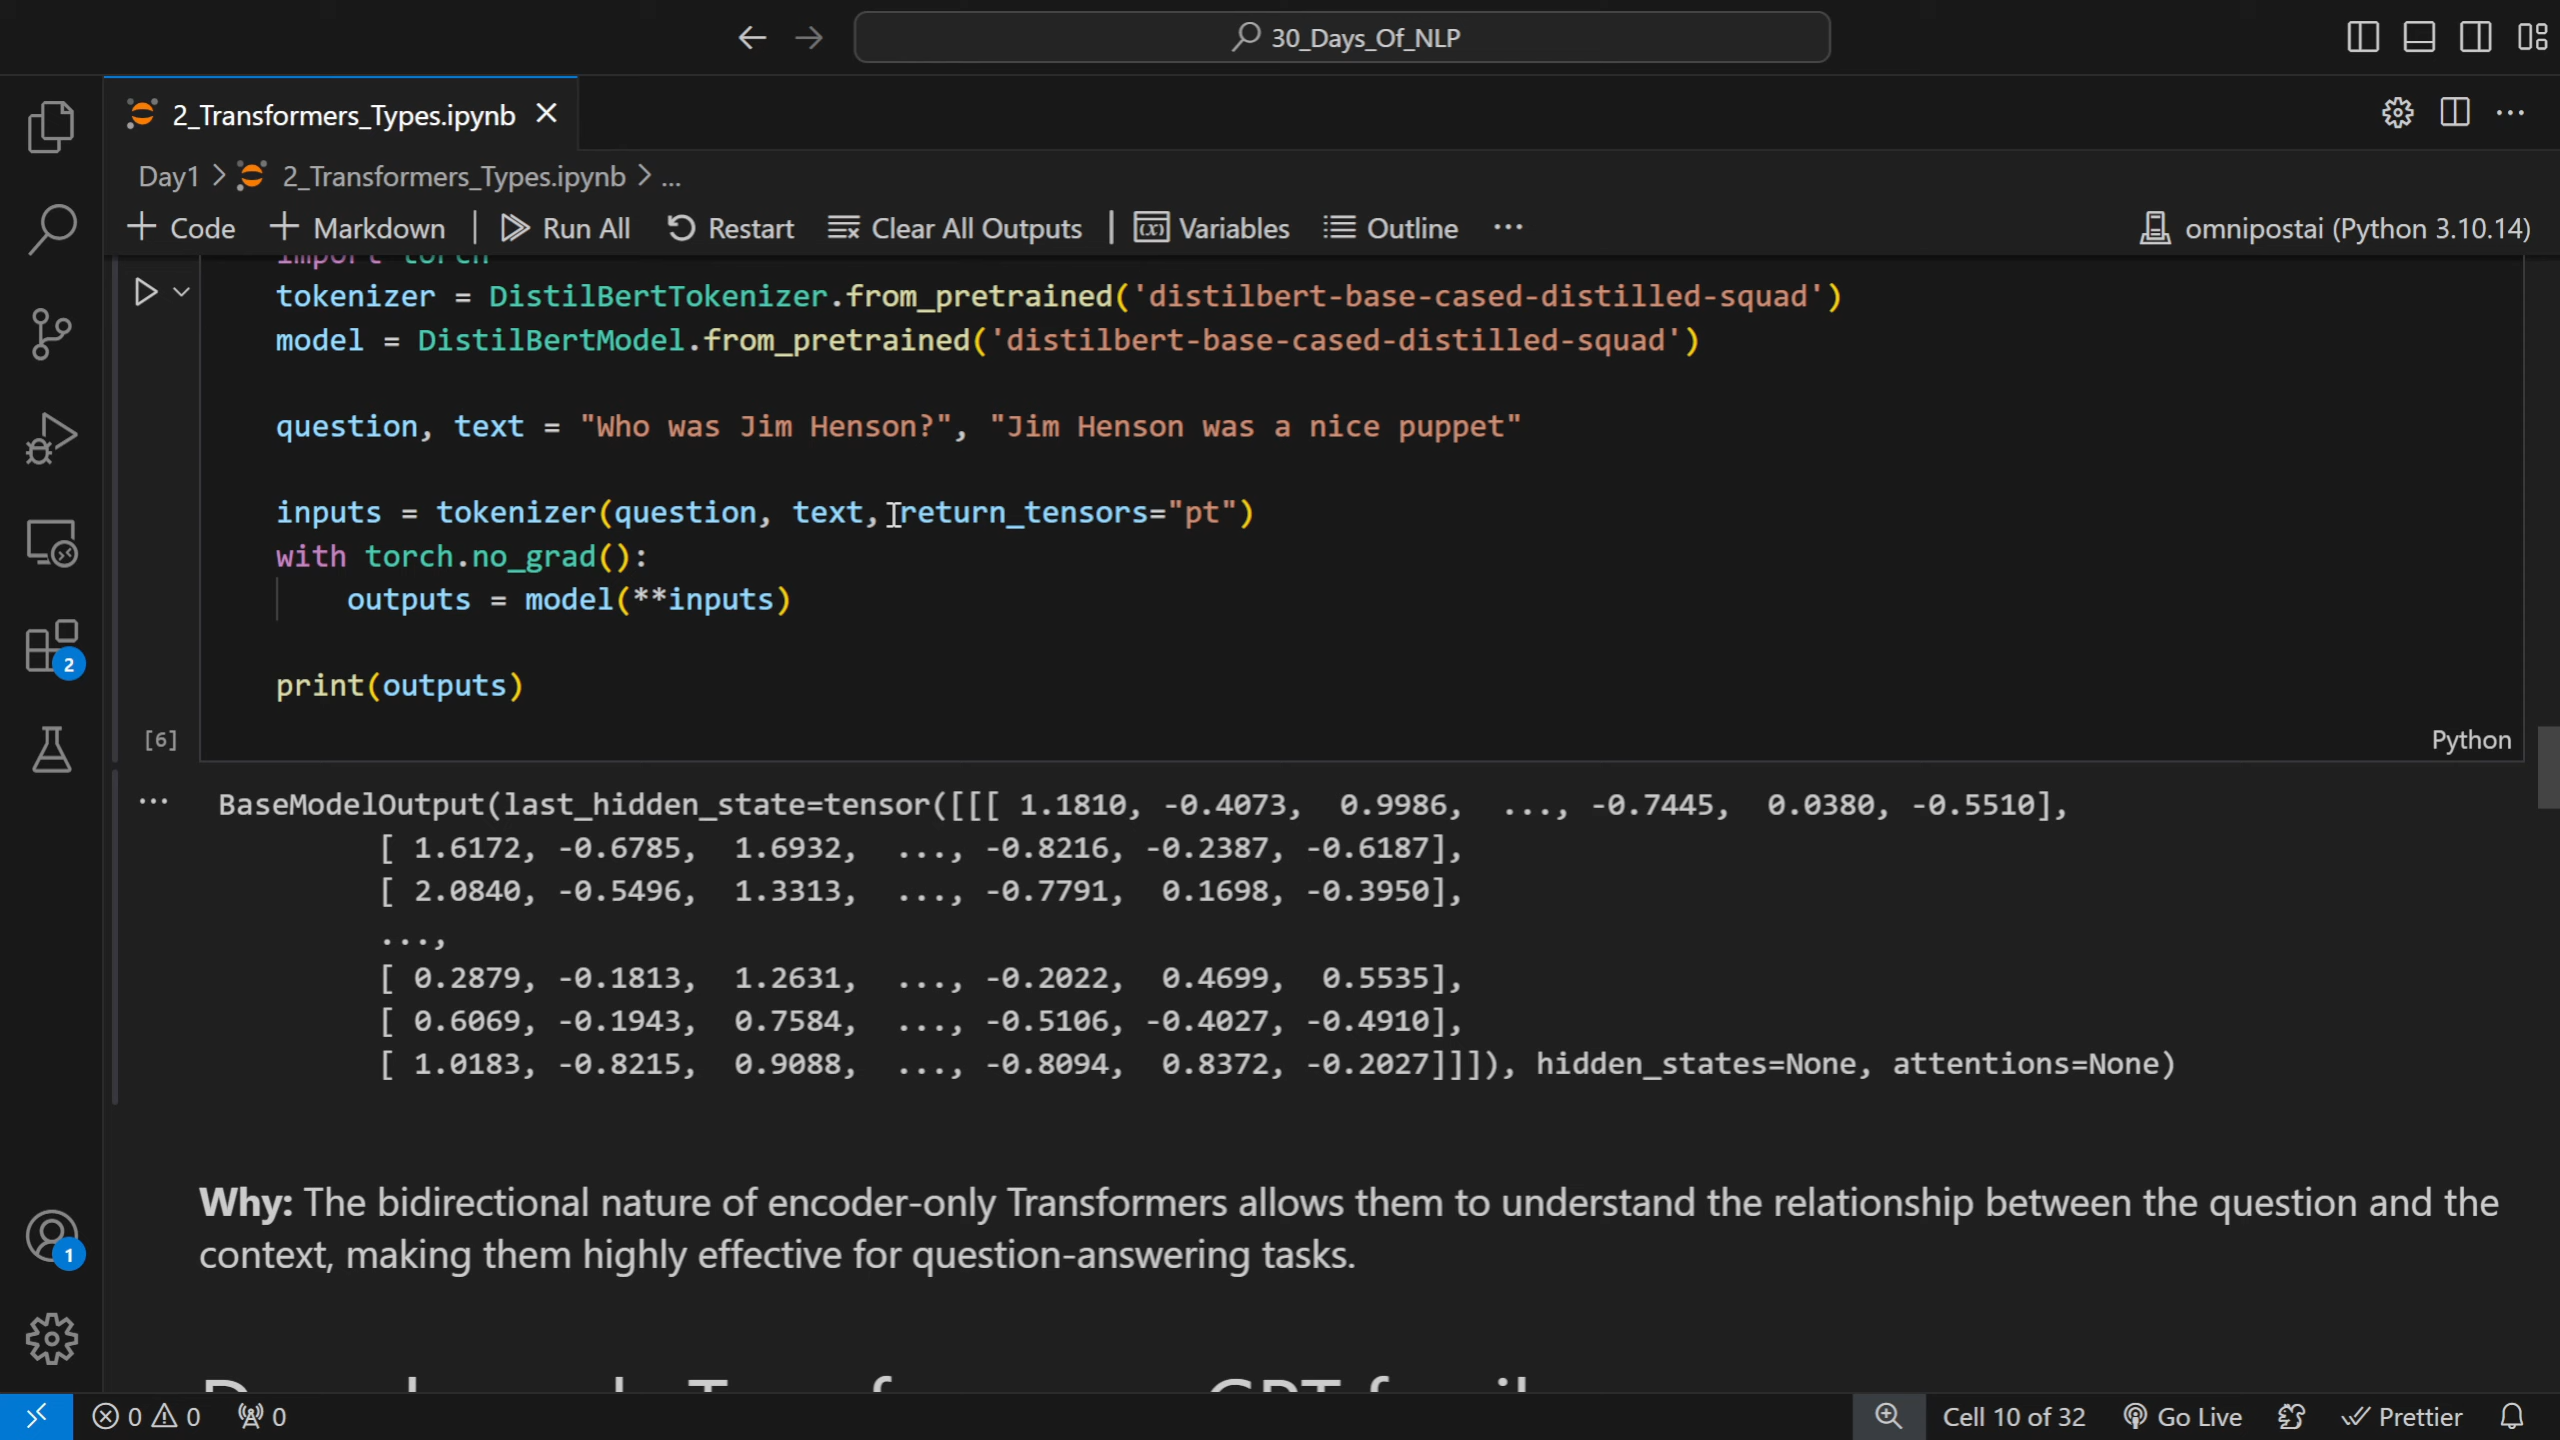 30_Days_Of_NLP
2_Transformers_Types.ipynb
Day1 > 2_Transformers_Types.ipynb > ...
+ Code + Markdown | Run All Restart Clear All Outputs | Variables Outline ... omnipostai (Python 3.10.14)
import torch
tokenizer = DistilBertTokenizer.from_pretrained('distilbert-base-cased-distilled-squad')
model = DistilBertModel.from_pretrained('distilbert-base-cased-distilled-squad')
question, text = "Who was Jim Henson?", "Jim Henson was a nice puppet"
inputs = tokenizer(question, text, return_tensors="pt")
with torch.no_grad():
outputs = model(**inputs)
print(outputs)
[6] Python
BaseModelOutput(last_hidden_state=tensor([[[ 1.1810, -0.4073, 0.9986, ..., -0.7445, 0.0380, -0.5510],
[ 1.6172, -0.6785, 1.6932, ..., -0.8216, -0.2387, -0.6187],
[ 2.0840, -0.5496, 1.3313, ..., -0.7791, 0.1698, -0.3950],
...,
[ 0.2879, -0.1813, 1.2631, ..., -0.2022, 0.4699, 0.5535],
[ 0.6069, -0.1943, 0.7584, ..., -0.5106, -0.4027, -0.4910],
[ 1.0183, -0.8215, 0.9088, ..., -0.8094, 0.8372, -0.2027]]]), hidden_states=None, attentions=None)
Why: The bidirectional nature of encoder-only Transformers allows them to understand the relationship between the question and the
context, making them highly effective for question-answering tasks.
2
1
0 0 0 Cell 10 of 32 Go Live Prettier